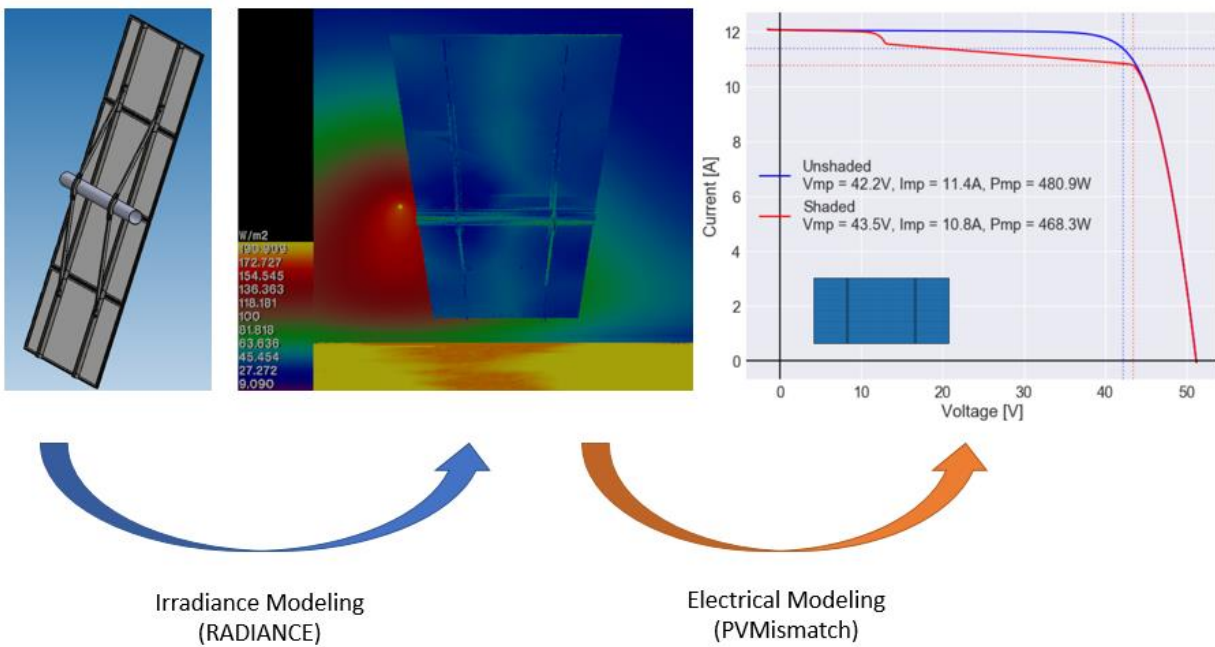 W/m2
190.909
172.727
154.545
136.363
118.181
100
81.818
63.636
45.454
27.272
9.090
Current [A]
12
10
8
6
4
2
0
Unshaded
Vmp = 42.2V, Imp = 11.4A, Pmp = 480.9W
Shaded
Vmp = 43.5V, Imp = 10.8A, Pmp = 468.3W
0 10 20 30 40 50
Voltage [V]
Irradiance Modeling
(RADIANCE)
Electrical Modeling
(PVMismatch)